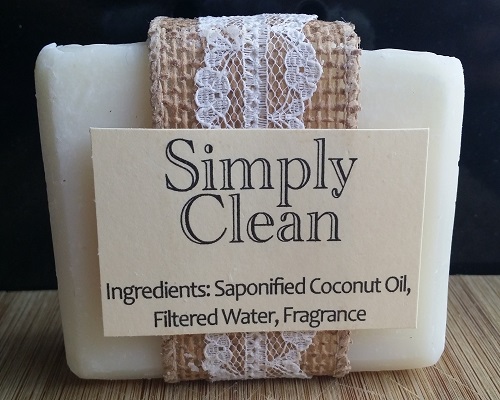 Simply
Clean
Ingredients: Saponified Coconut Oil,
Filtered Water, Fragrance